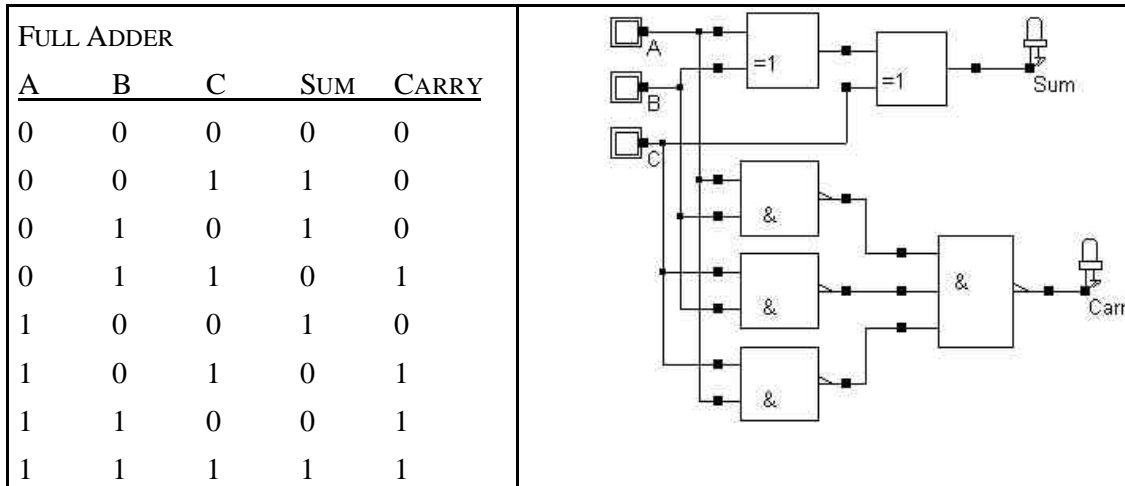 FULL ADDER
A B C SUM CARRY
0 0 0 0 0
0 0 1 1 0
0 1 0 1 0
0 1 1 0 1
1 0 0 1 0
1 0 1 0 1
1 1 0 0 1
1 1 1 1 1
A
B
C
=1
=1
Sum
&
&
&
&
Carr